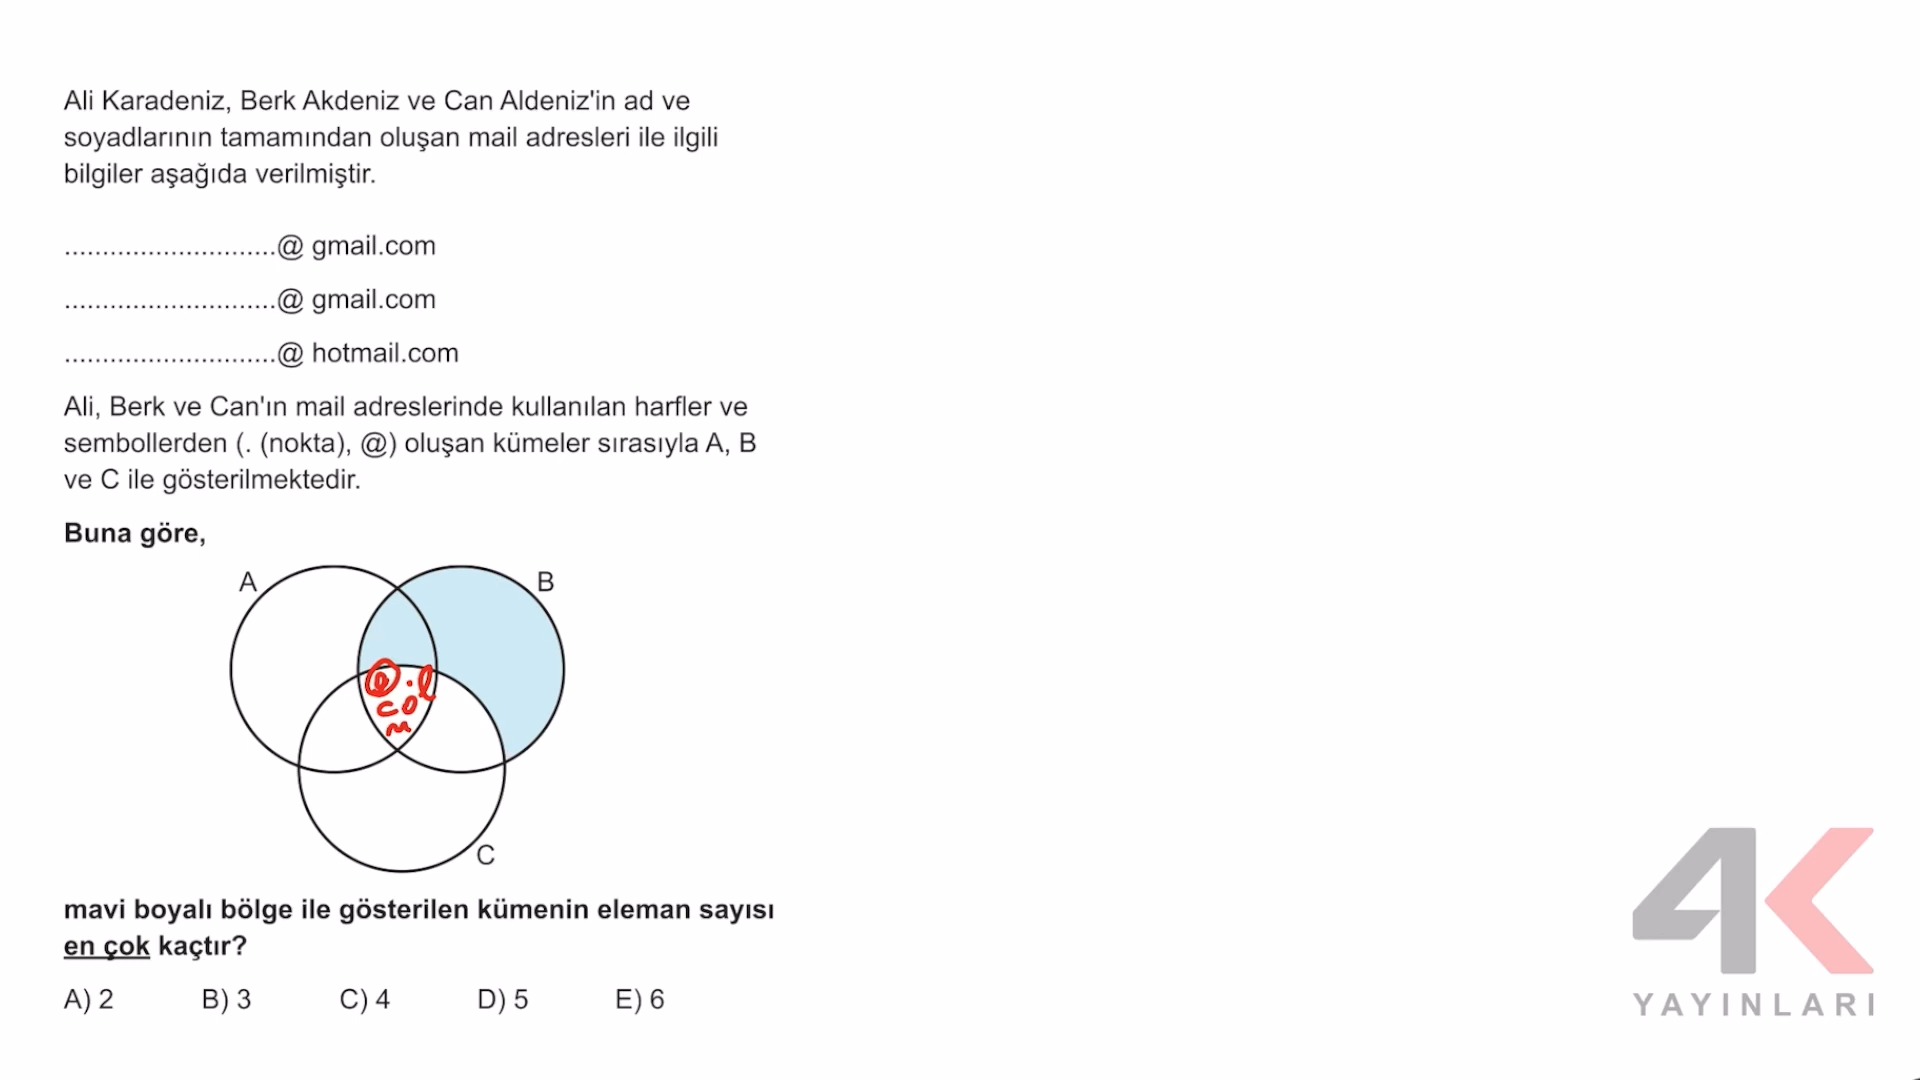 Ali Karadeniz, Berk Akdeniz ve Can Aldeniz'in ad ve
soyadlarının tamamından oluşan mail adresleri ile ilgili
bilgiler aşağıda verilmiştir.
...........................@ gmail.com
...........................@ gmail.com
...........................@ hotmail.com
Ali, Berk ve Can'ın mail adreslerinde kullanılan harfler ve
sembollerden (. (nokta), @) oluşan kümeler sırasıyla A, B
ve C ile gösterilmektedir.
Buna göre,
A
B
@ . l
c o
m
C
mavi boyalı bölge ile gösterilen kümenin eleman sayısı
en çok kaçtır?
A) 2 B) 3 C) 4 D) 5 E) 6
4K
YAYINLARI